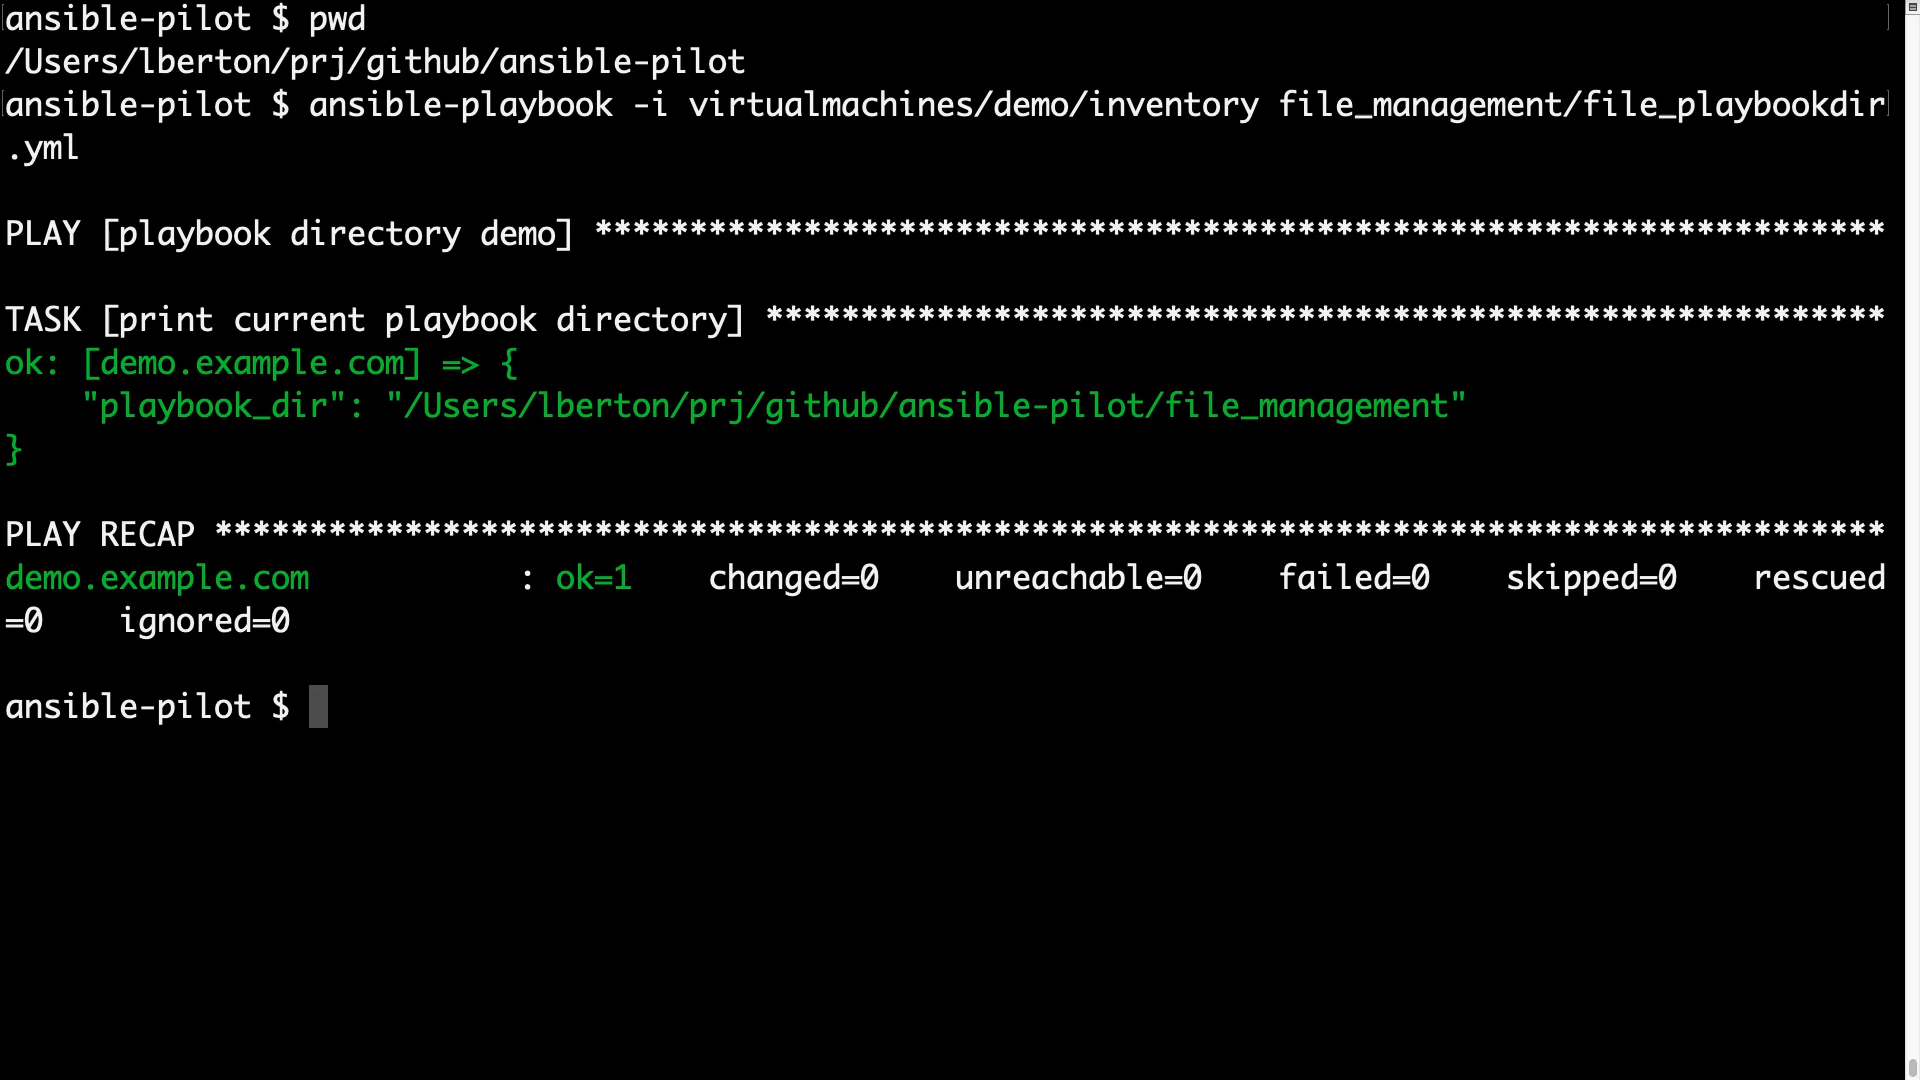 ansible-pilot $ pwd
/Users/lberton/prj/github/ansible-pilot
ansible-pilot $ ansible-playbook -i virtualmachines/demo/inventory file_management/file_playbookdir
.yml
PLAY [playbook directory demo] ********************************************************************
TASK [print current playbook directory] ***********************************************************
ok: [demo.example.com] => {
    "playbook_dir": "/Users/lberton/prj/github/ansible-pilot/file_management"
}
PLAY RECAP ****************************************************************************************
demo.example.com           : ok=1    changed=0    unreachable=0    failed=0    skipped=0    rescued
=0    ignored=0
ansible-pilot $